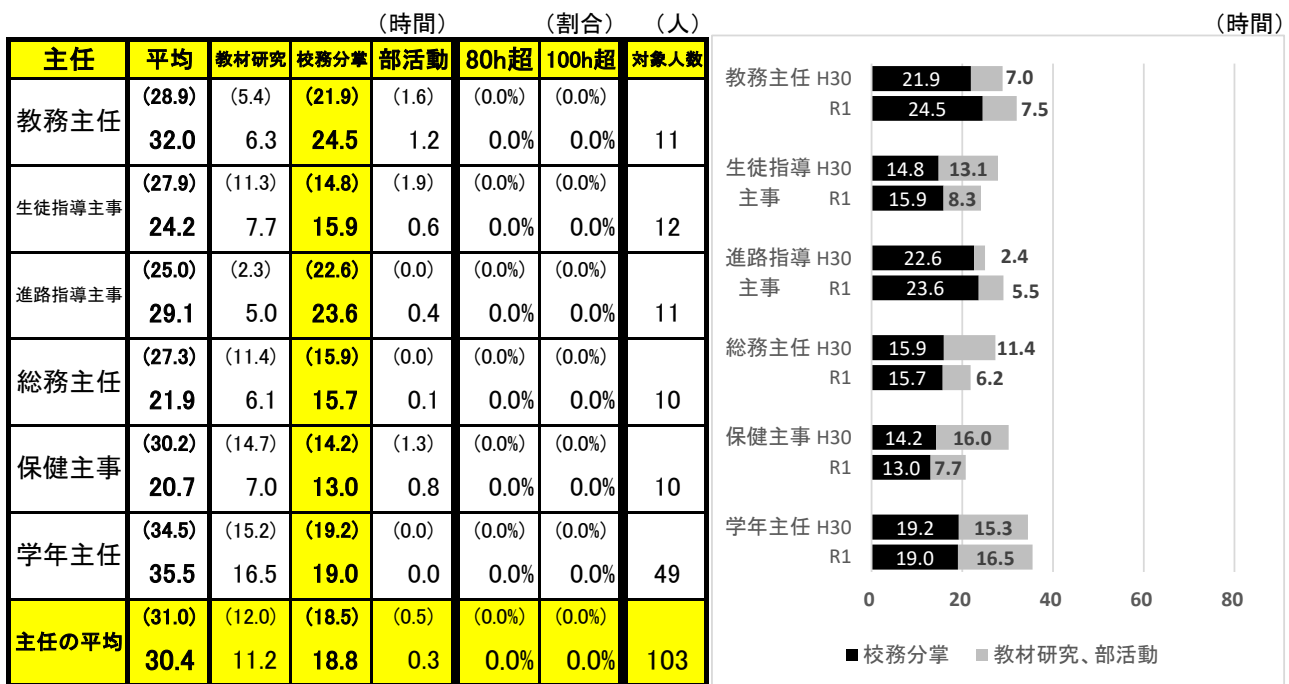 （時間） （割合） （人）
主任 平均 教材研究 校務分掌 部活動 80h超 100h超 対象人数
教務主任
(28.9) (5.4) (21.9) (1.6) (0.0%) (0.0%)
32.0 6.3 24.5 1.2 0.0% 0.0% 11
生徒指導主事
(27.9) (11.3) (14.8) (1.9) (0.0%) (0.0%)
24.2 7.7 15.9 0.6 0.0% 0.0% 12
進路指導主事
(25.0) (2.3) (22.6) (0.0) (0.0%) (0.0%)
29.1 5.0 23.6 0.4 0.0% 0.0% 11
総務主任
(27.3) (11.4) (15.9) (0.0) (0.0%) (0.0%)
21.9 6.1 15.7 0.1 0.0% 0.0% 10
保健主事
(30.2) (14.7) (14.2) (1.3) (0.0%) (0.0%)
20.7 7.0 13.0 0.8 0.0% 0.0% 10
学年主任
(34.5) (15.2) (19.2) (0.0) (0.0%) (0.0%)
35.5 16.5 19.0 0.0 0.0% 0.0% 49
主任の平均
(31.0) (12.0) (18.5) (0.5) (0.0%) (0.0%)
30.4 11.2 18.8 0.3 0.0% 0.0% 103
（時間）
教務主任 H30 21.9 7.0
R1 24.5 7.5
生徒指導 H30 14.8 13.1
主事 R1 15.9 8.3
進路指導 H30 22.6 2.4
主事 R1 23.6 5.5
総務主任 H30 15.9 11.4
R1 15.7 6.2
保健主事 H30 14.2 16.0
R1 13.0 7.7
学年主任 H30 19.2 15.3
R1 19.0 16.5
0 20 40 60 80
■校務分掌 ■教材研究、部活動